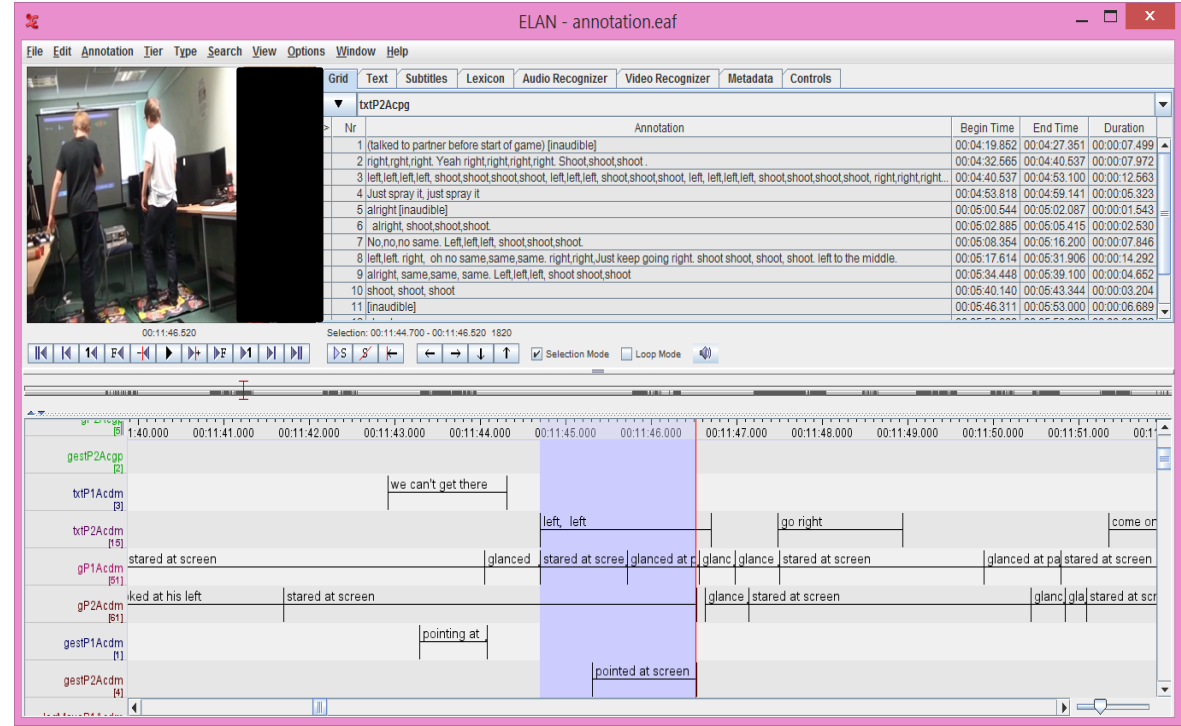 ELAN - annotation.eaf
File Edit Annotation Tier Type Search View Options Window Help
Grid Text Subtitles Lexicon Audio Recognizer Video Recognizer Metadata Controls
txtP2Acpg
> Nr Annotation Begin Time End Time Duration
1 (talked to partner before start of game) [inaudible] 00:04:19.852 00:04:27.351 00:00:07.499
2 right,rght,right. Yeah right,right,right,right. Shoot,shoot,shoot . 00:04:32.565 00:04:40.537 00:00:07.972
3 left,left,left,left, shoot,shoot,shoot,shoot, left,left,left, shoot,shoot,shoot, left, left,left,left, shoot,shoot,shoot,shoot, right,right,right... 00:04:40.537 00:04:53.100 00:00:12.563
4 Just spray it, just spray it 00:04:53.818 00:04:59.141 00:00:05.323
5 alright [inaudible] 00:05:00.544 00:05:02.087 00:00:01.543
6 alright, shoot,shoot,shoot. 00:05:02.885 00:05:05.415 00:00:02.530
7 No,no,no same. Left,left,left, shoot,shoot,shoot. 00:05:08.354 00:05:16.200 00:00:07.846
8 left,left. right, oh no same,same,same. right,right,Just keep going right. shoot shoot, shoot, shoot. left to the middle. 00:05:17.614 00:05:31.906 00:00:14.292
9 alright, same,same, same. Left,left,left, shoot shoot,shoot 00:05:34.448 00:05:39.100 00:00:04.652
10 shoot, shoot, shoot 00:05:40.140 00:05:43.344 00:00:03.204
11 [inaudible] 00:05:46.311 00:05:53.000 00:00:06.689
00:11:46.520 Selection: 00:11:44.700 - 00:11:46.520 1820
1 F F 1 S S Selection Mode Loop Mode
[5] 1:40.000 00:11:41.000 00:11:42.000 00:11:43.000 00:11:44.000 00:11:45.000 00:11:46.000 00:11:47.000 00:11:48.000 00:11:49.000 00:11:50.000 00:11:51.000 00:1
gestP2Acgp
[2]
txtP1Acdm we can't get there
[3]
txtP2Acdm left, left go right come on
[15]
gP1Acdm stared at screen glanced stared at scree glanced at p glanc glance stared at screen glanced at pa stared at screen
[51]
gP2Acdm ked at his left stared at screen glance stared at screen glanc gla stared at scr
[61]
gestP1Acdm pointing at
[1]
gestP2Acdm pointed at screen
[4]